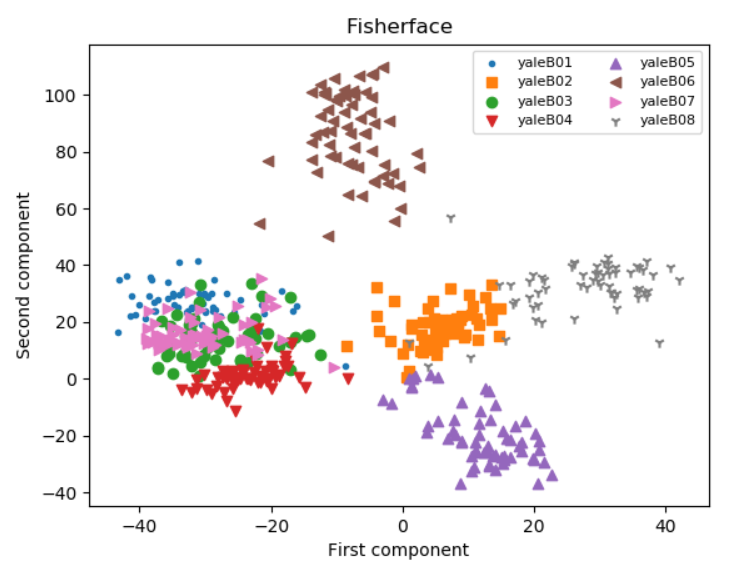 Fisherface
yaleB01
yaleB02
yaleB03
yaleB04
yaleB05
yaleB06
yaleB07
yaleB08
Second component
100
80
60
40
20
0
−20
−40
−40
−20
0
20
40
First component